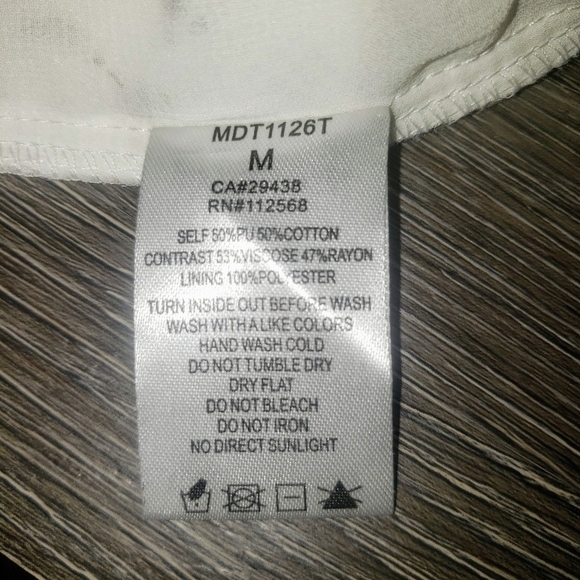 MDT1126T
M
CA#29438
RN#112568
SELF 50%PU 50%COTTON
CONTRAST 53%VISCOSE 47%RAYON
LINING 100%POLYESTER
TURN INSIDE OUT BEFORE WASH
WASH WITH A LIKE COLORS
HAND WASH COLD
DO NOT TUMBLE DRY
DRY FLAT
DO NOT BLEACH
DO NOT IRON
NO DIRECT SUNLIGHT